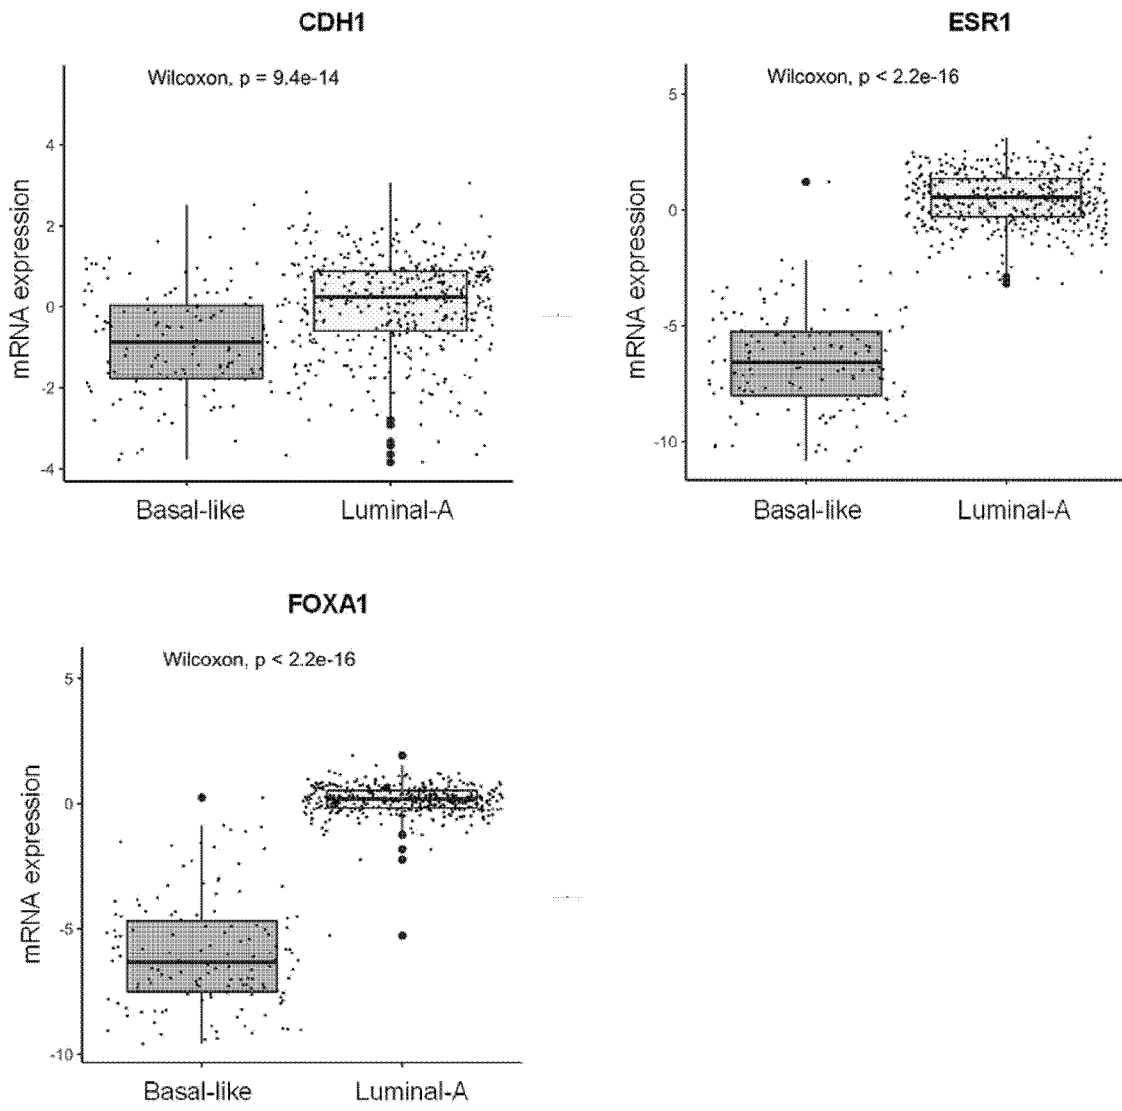 CDH1
Wilcoxon, p = 9.4e-14
mRNA expression
4
2
0
-2
-4
Basal-like
Luminal-A
ESR1
Wilcoxon, p < 2.2e-16
mRNA expression
5
0
-5
-10
Basal-like
Luminal-A
FOXA1
Wilcoxon, p < 2.2e-16
mRNA expression
5
0
-5
-10
Basal-like
Luminal-A